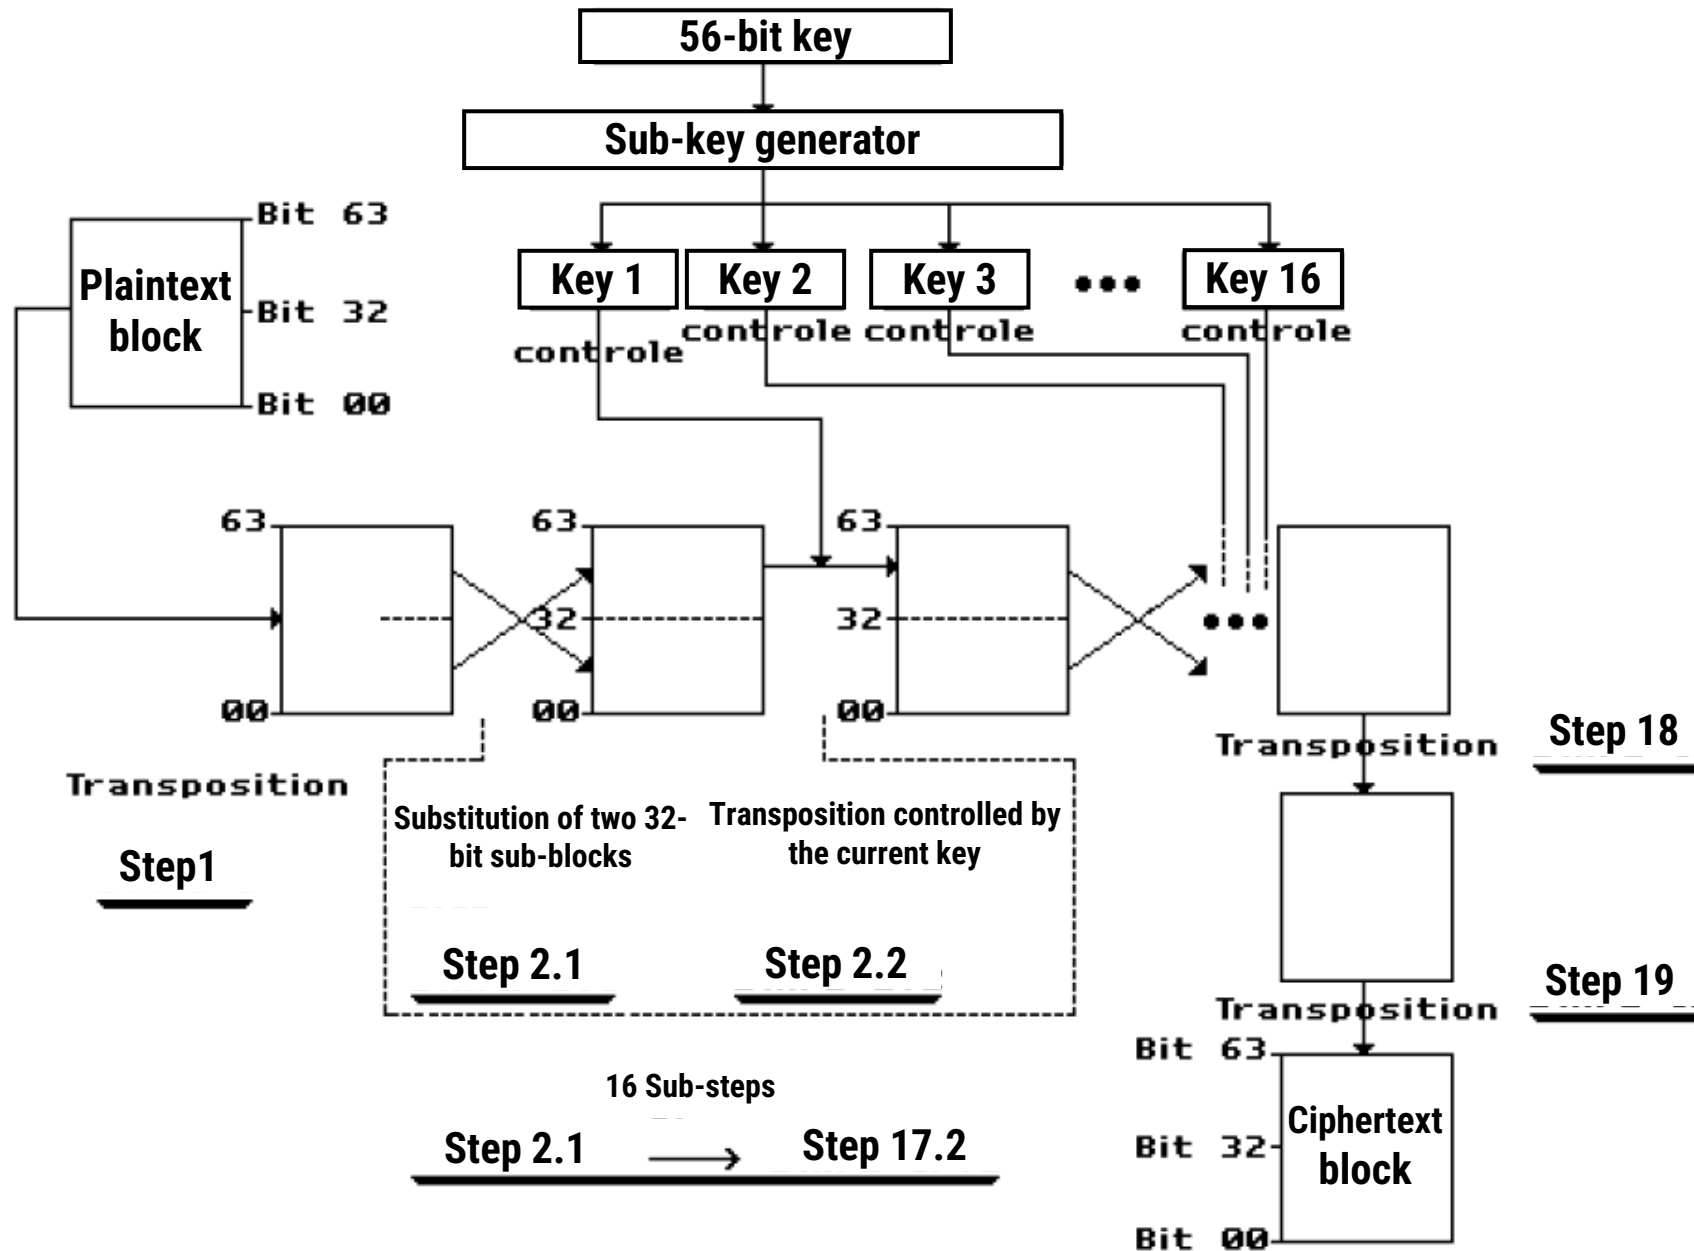 56-bit key
Sub-key generator
Bit 63
Plaintext
block
Bit 32
Bit 00
Key 1
Key 2
Key 3
Key 16
controle
controle
controle
controle
63
32
00
63
32
00
63
32
00
Transposition
Step1
Substitution of two 32-
bit sub-blocks
Transposition controlled by
the current key
Step 2.1
Step 2.2
16 Sub-steps
Step 2.1
Step 17.2
Transposition
Step 18
Transposition
Step 19
Bit 63
Ciphertext
block
Bit 32
Bit 00